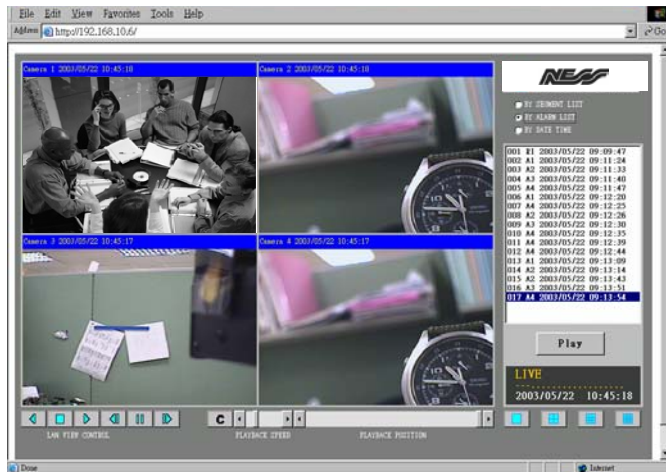 File Edit View Favorites Tools Help
Address http://192.168.10.6/ Go
Camera 1 2003/05/22 10:45:18
Camera 2 2003/05/22 10:45:18
Camera 3 2003/05/22 10:45:17
Camera 4 2003/05/22 10:45:17
NESS
BY SEGMENT LIST
BY ALARM LIST
BY DATE TIME
001 2003/05/22 09:09:47
002 A1 2003/05/22 09:11:24
003 A2 2003/05/22 09:11:33
004 A3 2003/05/22 09:11:40
005 A4 2003/05/22 09:11:47
006 A1 2003/05/22 09:12:20
007 A4 2003/05/22 09:12:25
008 A2 2003/05/22 09:12:26
009 A3 2003/05/22 09:12:30
010 A2 2003/05/22 09:12:35
011 A4 2003/05/22 09:12:39
012 A4 2003/05/22 09:12:44
013 A1 2003/05/22 09:13:09
014 A2 2003/05/22 09:13:14
015 A2 2003/05/22 09:13:43
016 A3 2003/05/22 09:13:51
017 A4 2003/05/22 09:13:54
Play
LIVE
2003/05/22 10:45:18
C
LAN VIEW CONTROL
PLAYBACK SPEED
PLAYBACK POSITION
Done
Internet